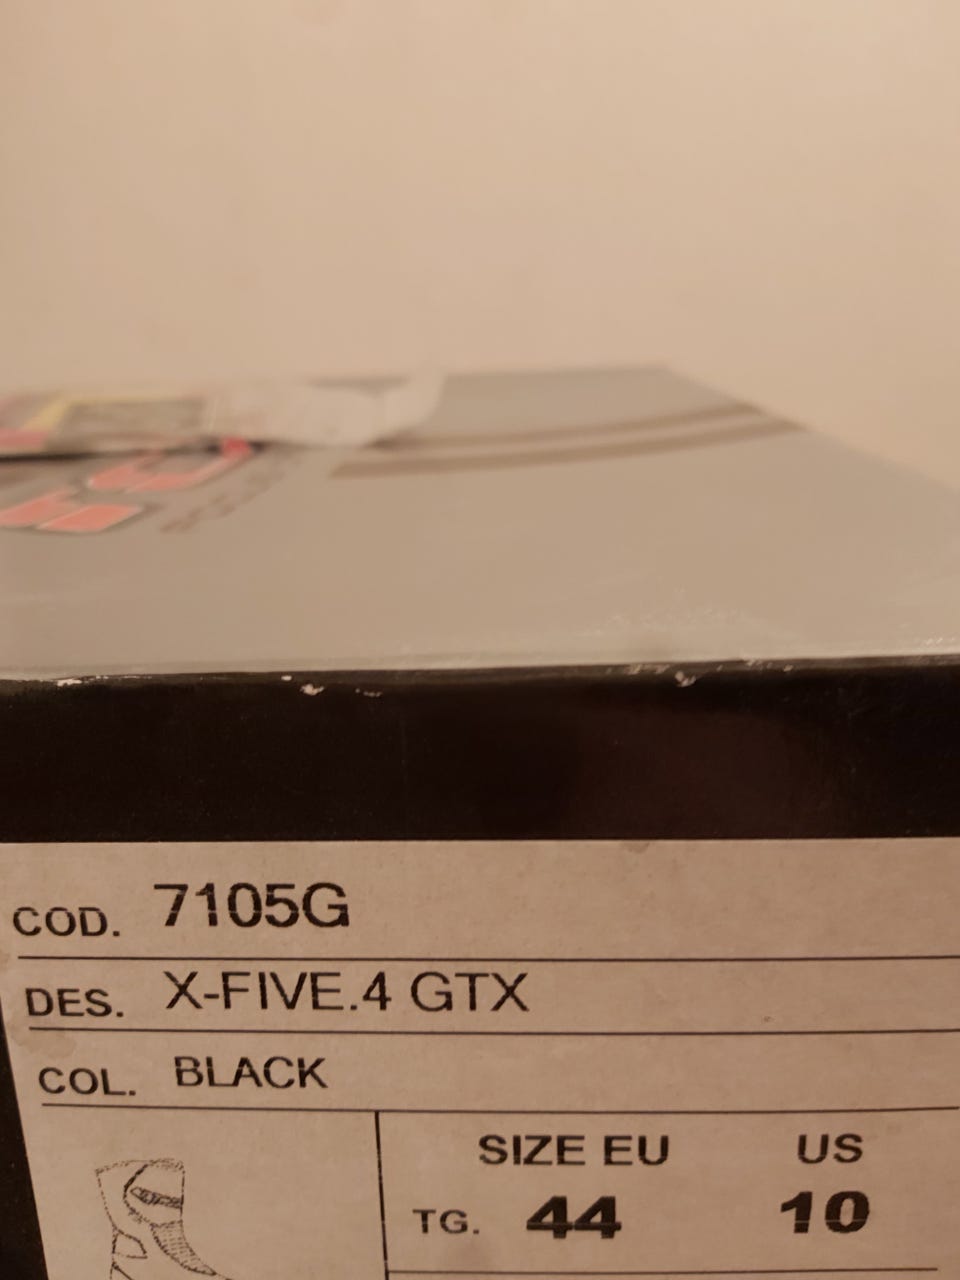 COD. 7105G
DES. X-FIVE.4 GTX
COL. BLACK
SIZE EU US
TG. 44 10